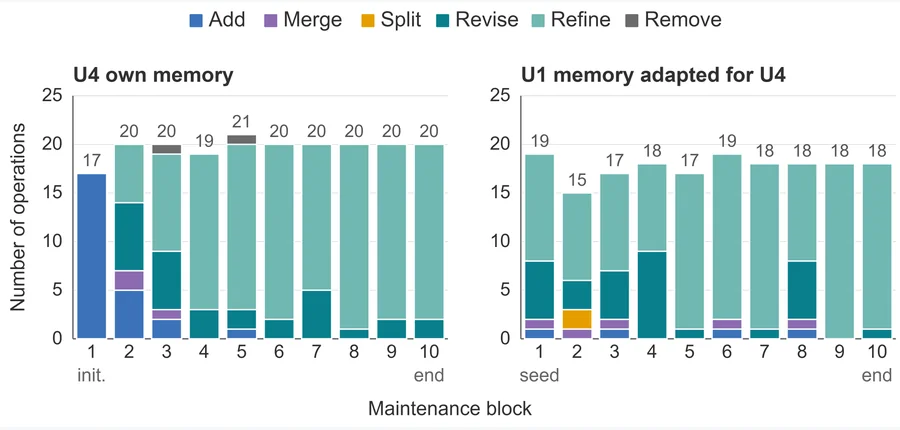 Add Merge Split Revise Refine Remove
U4 own memory
U1 memory adapted for U4
Number of operations
25
20
15
10
5
0
17 20 20 19 21 20 20 20 20 20
1 2 3 4 5 6 7 8 9 10
init. end
25
20
15
10
5
0
19 15 17 18 17 19 18 18 18 18
1 2 3 4 5 6 7 8 9 10
seed end
Maintenance block